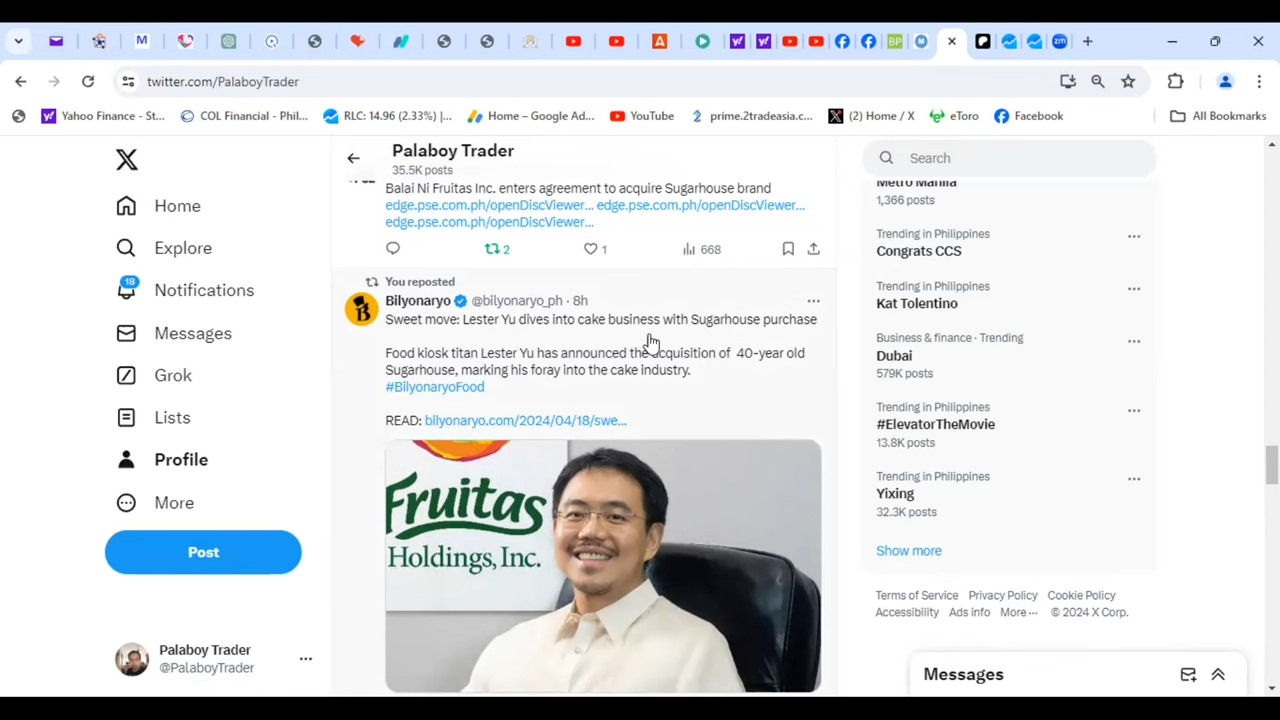 twitter.com/PalaboyTrader
Yahoo Finance - St...
COL Financial - Phil...
RLC: 14.96 (2.33%) |...
Home – Google Ad...
YouTube
prime.2tradeasia.c...
(2) Home / X
eToro
Facebook
All Bookmarks
Home
Explore
18
Notifications
Messages
Grok
Lists
Profile
More
Post
Palaboy Trader
@PalaboyTrader
Palaboy Trader
35.5K posts
Balai Ni Fruitas Inc. enters agreement to acquire Sugarhouse brand
edge.pse.com.ph/openDiscViewer... edge.pse.com.ph/openDiscViewer...
edge.pse.com.ph/openDiscViewer...
2
1
668
You reposted
Bilyonaryo @bilyonaryo_ph · 8h
Sweet move: Lester Yu dives into cake business with Sugarhouse purchase
Food kiosk titan Lester Yu has announced the acquisition of 40-year old
Sugarhouse, marking his foray into the cake industry.
#BilyonaryoFood
READ: bilyonaryo.com/2024/04/18/swe...
Fruitas
Holdings, Inc.
Search
Metro Manila
1,366 posts
Trending in Philippines
Congrats CCS
Trending in Philippines
Kat Tolentino
Business & finance · Trending
Dubai
579K posts
Trending in Philippines
#ElevatorTheMovie
13.8K posts
Trending in Philippines
Yixing
32.3K posts
Show more
Terms of Service Privacy Policy Cookie Policy
Accessibility Ads info More ··· © 2024 X Corp.
Messages